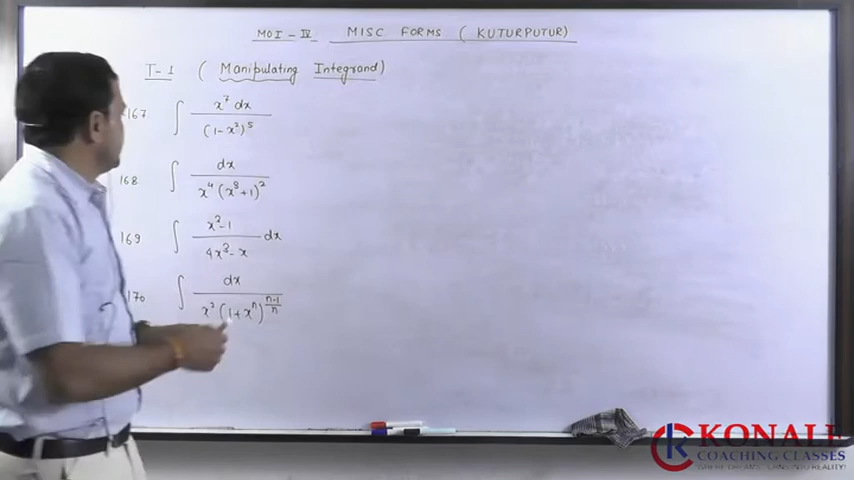 MOI - IV MISC FORMS ( KUTURPUTUR)
T-1 ( Manipulating Integrand)
167 ∫ x⁷ dx / (1-x²)⁵
168 ∫ dx / x⁴(x³+1)²
169 ∫ x²-1 / 4x³-x dx
170 ∫ dx / x²(1+xⁿ)^((n-1)/n)
KONALE
COACHING CLASSES